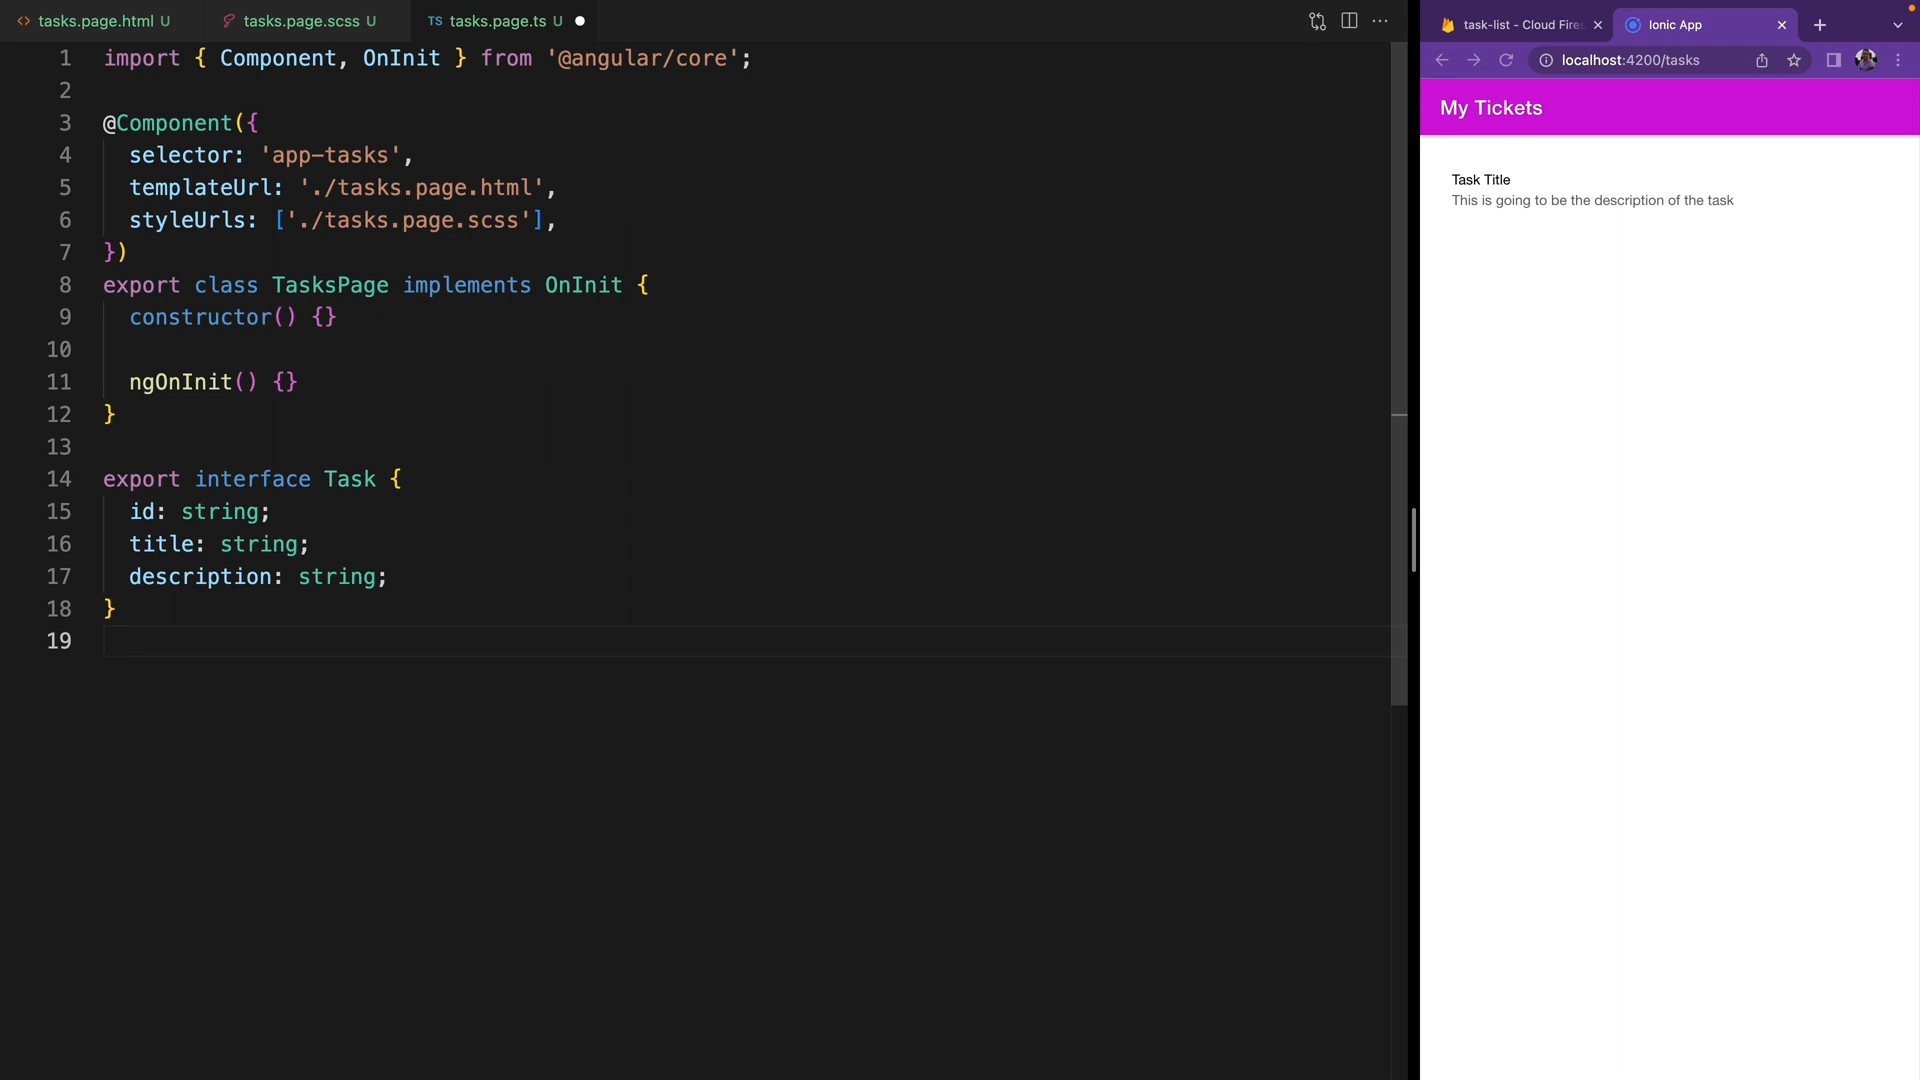 tasks.page.html U
tasks.page.scss U
TS tasks.page.ts U
1 import { Component, OnInit } from '@angular/core';
2
3 @Component({
4 selector: 'app-tasks',
5 templateUrl: './tasks.page.html',
6 styleUrls: ['./tasks.page.scss'],
7 })
8 export class TasksPage implements OnInit {
9 constructor() {}
10
11 ngOnInit() {}
12 }
13
14 export interface Task {
15 id: string;
16 title: string;
17 description: string;
18 }
19
task-list - Cloud Fires
Ionic App
localhost:4200/tasks
My Tickets
Task Title
This is going to be the description of the task